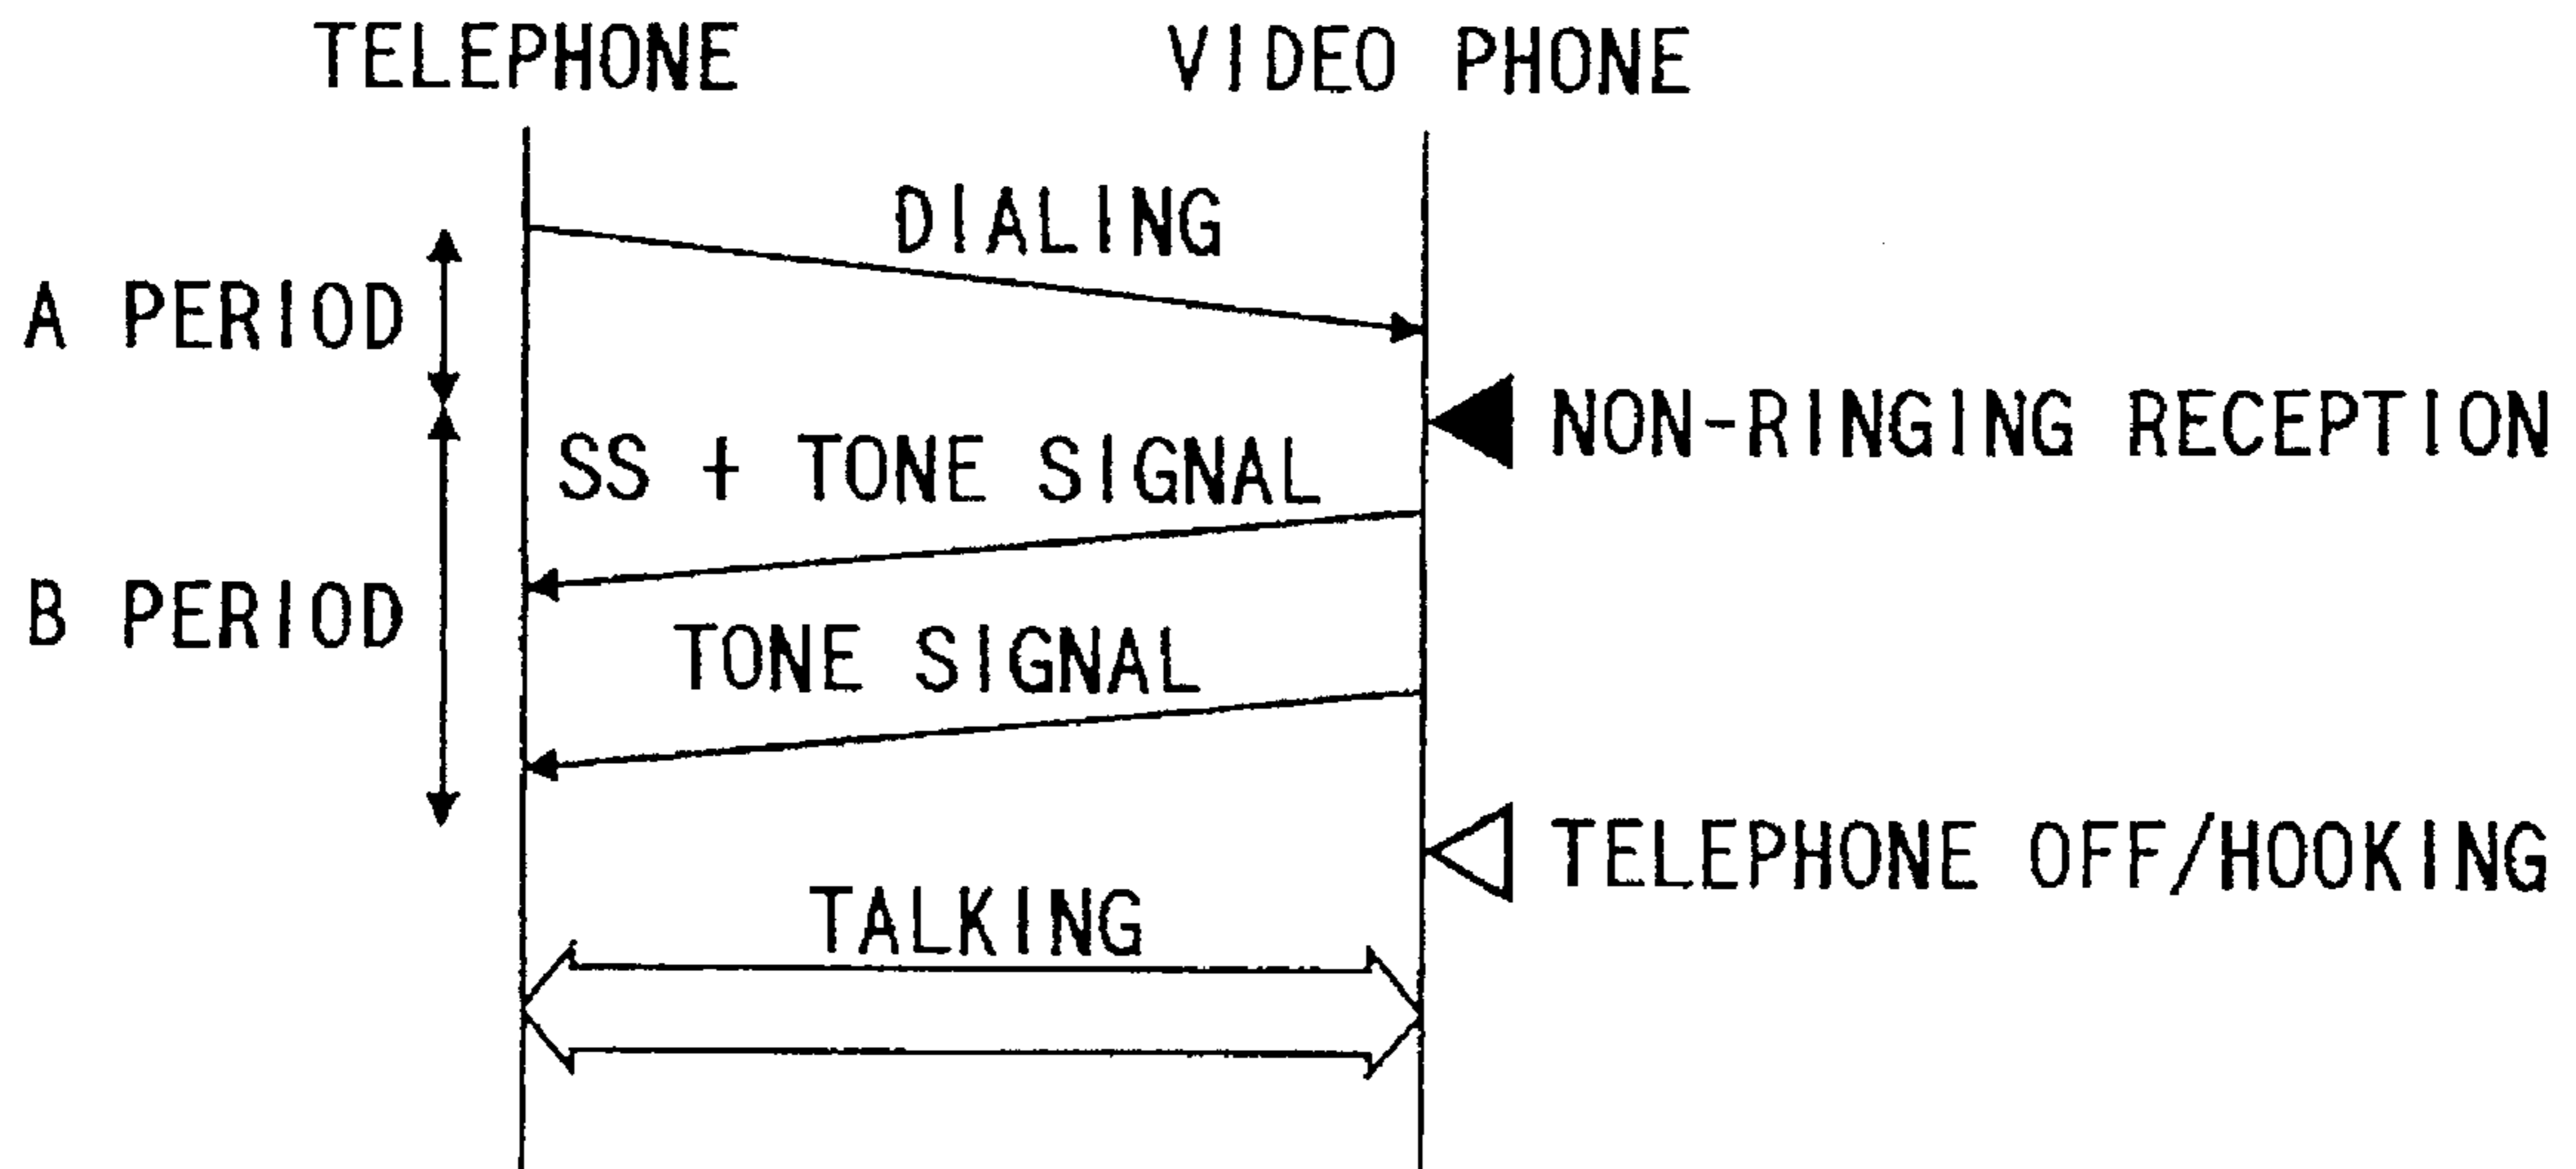 TELEPHONE
VIDEO PHONE
DIALING
A PERIOD
NON-RINGING RECEPTION
SS + TONE SIGNAL
B PERIOD
TONE SIGNAL
TELEPHONE OFF/HOOKING
TALKING